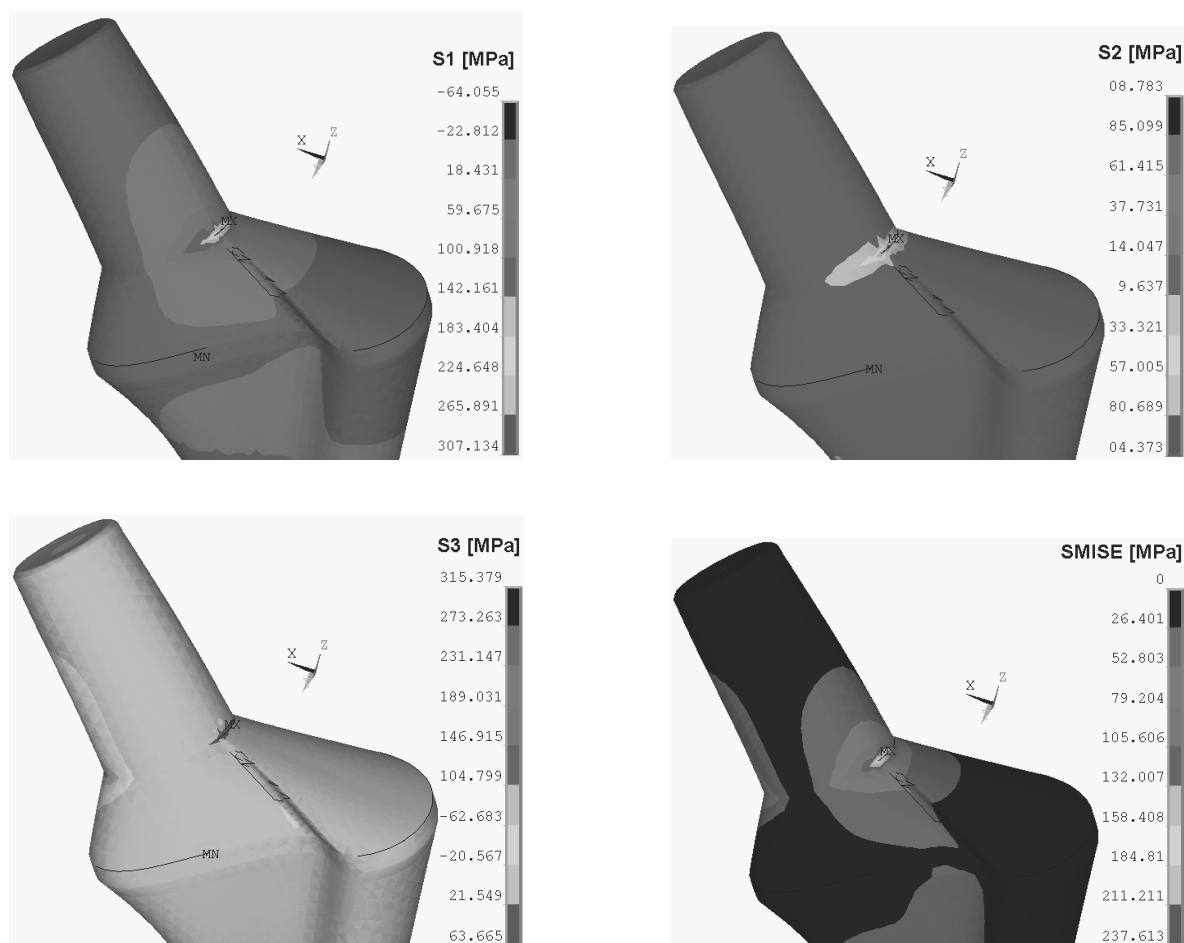 S1 [MPa]
-64.055
-22.812
18.431
59.675
100.918
142.161
183.404
224.648
265.891
307.134
X
Z
MX
MN
S2 [MPa]
08.783
85.099
61.415
37.731
14.047
9.637
33.321
57.005
80.689
04.373
X
Z
MX
MN
S3 [MPa]
315.379
273.263
231.147
189.031
146.915
104.799
-62.683
-20.567
21.549
63.665
X
Z
MX
MN
SMISE [MPa]
0
26.401
52.803
79.204
105.606
132.007
158.408
184.81
211.211
237.613
X
Z
MX